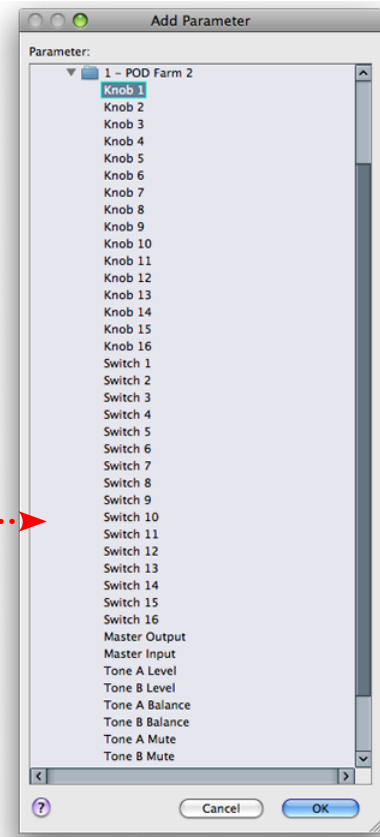 Add Parameter
Parameter:
1 - POD Farm 2
Knob 1
Knob 2
Knob 3
Knob 4
Knob 5
Knob 6
Knob 7
Knob 8
Knob 9
Knob 10
Knob 11
Knob 12
Knob 13
Knob 14
Knob 15
Knob 16
Switch 1
Switch 2
Switch 3
Switch 4
Switch 5
Switch 6
Switch 7
Switch 8
Switch 9
Switch 10
Switch 11
Switch 12
Switch 13
Switch 14
Switch 15
Switch 16
Master Output
Master Input
Tone A Level
Tone B Level
Tone A Balance
Tone B Balance
Tone A Mute
Tone B Mute
? Cancel OK